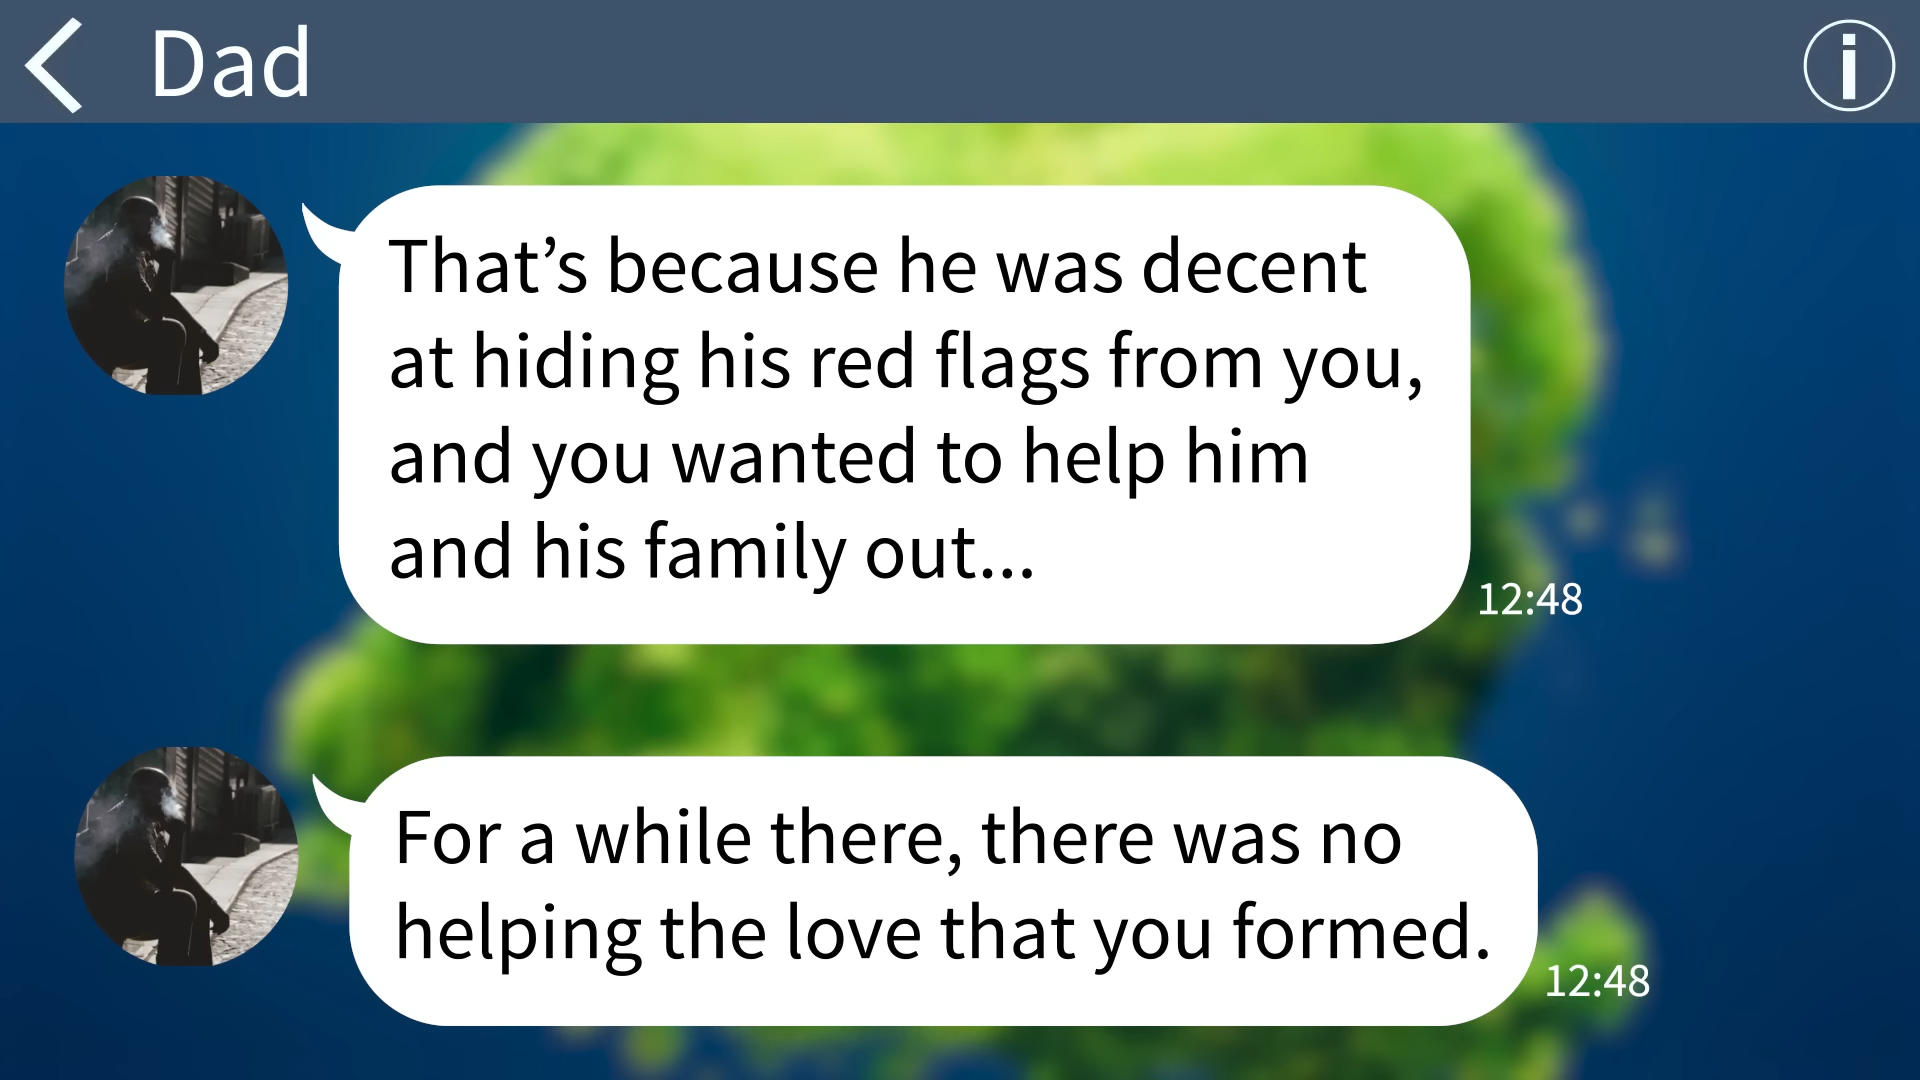 Dad
That’s because he was decent
at hiding his red flags from you,
and you wanted to help him
and his family out...
12:48
For a while there, there was no
helping the love that you formed.
12:48